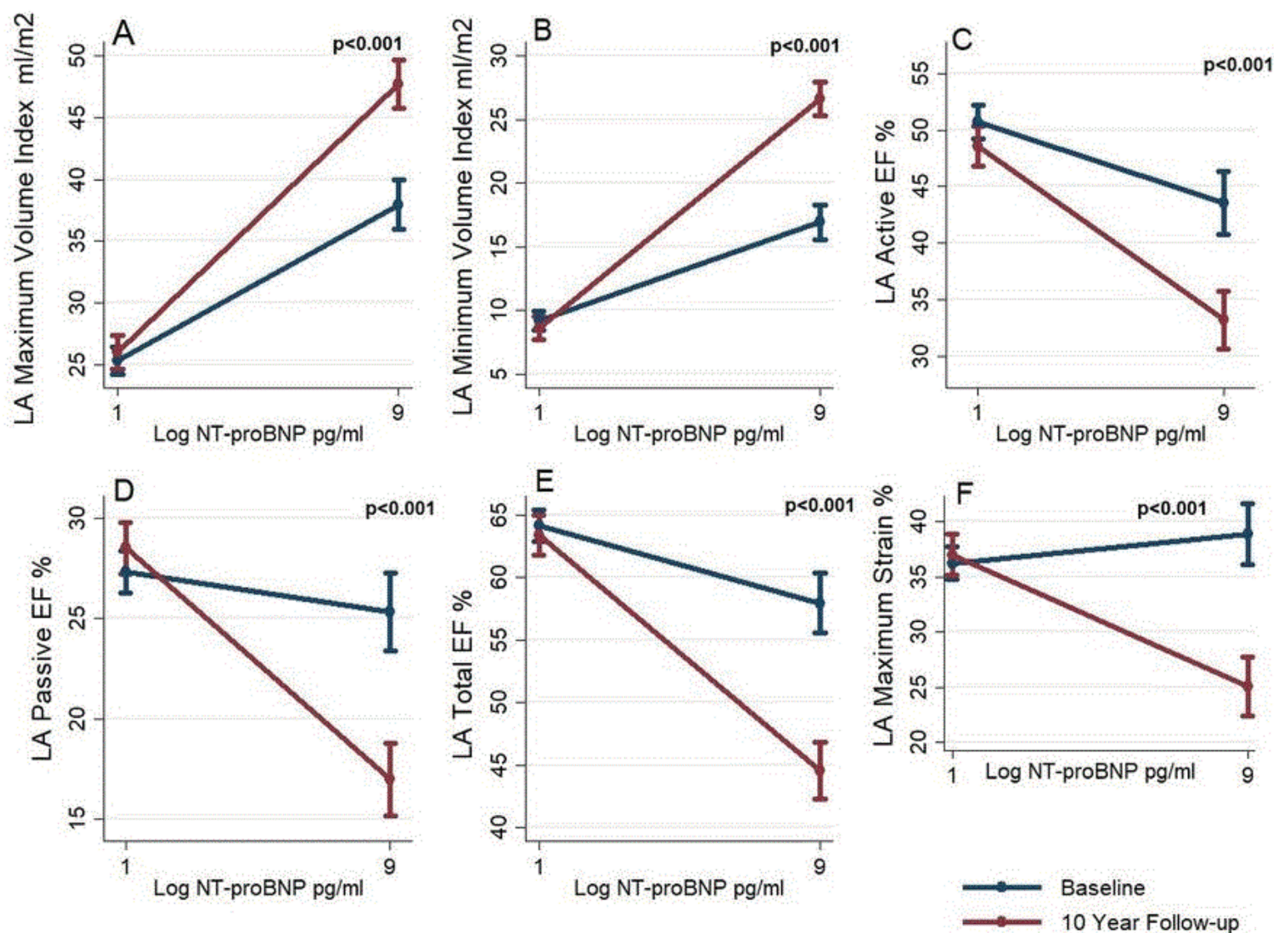 A
p<0.001
LA Maximum Volume Index ml/m2
50
45
40
35
30
25
1
9
Log NT-proBNP pg/ml
B
p<0.001
LA Minimum Volume Index ml/m2
30
25
20
15
10
5
1
9
Log NT-proBNP pg/ml
C
p<0.001
LA Active EF %
55
50
45
40
35
30
1
9
Log NT-proBNP pg/ml
D
p<0.001
LA Passive EF %
30
25
20
15
1
9
Log NT-proBNP pg/ml
E
p<0.001
LA Total EF %
65
60
55
50
45
40
1
9
Log NT-proBNP pg/ml
F
p<0.001
LA Maximum Strain %
40
35
30
25
20
1
9
Log NT-proBNP pg/ml
Baseline
10 Year Follow-up